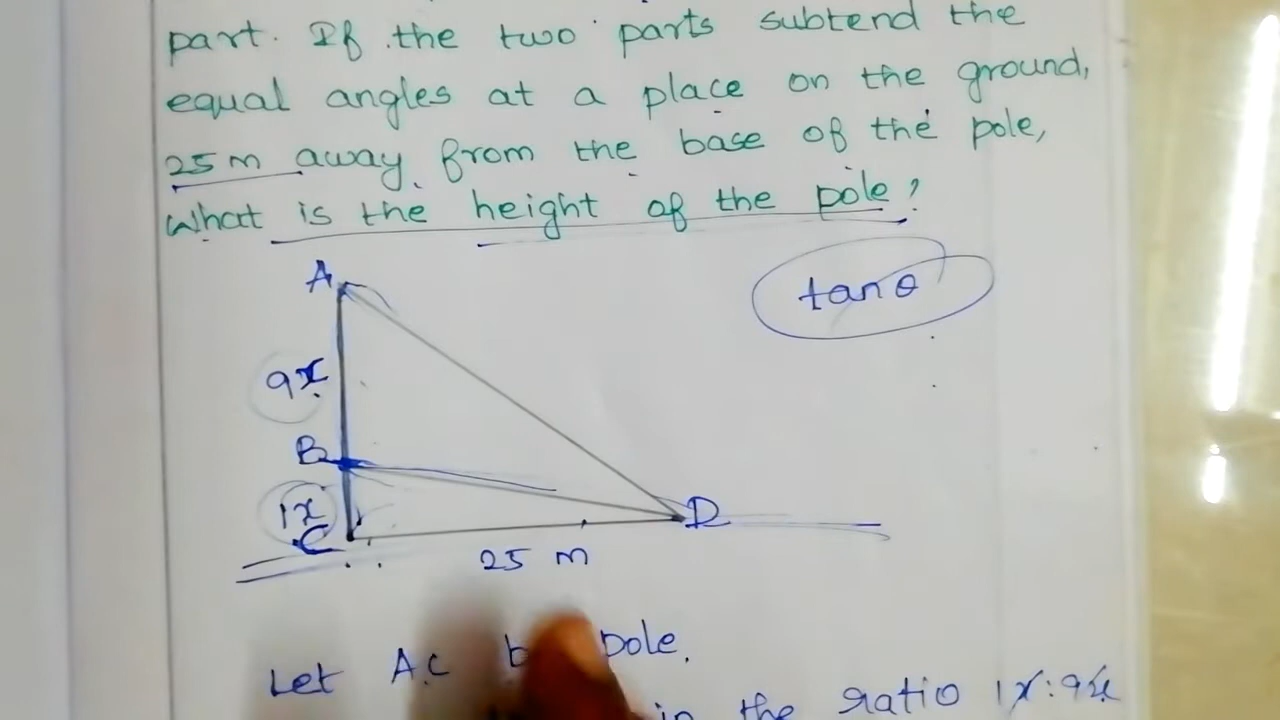 part. If the two parts subtend the
equal angles at a place on the ground,
25 m away from the base of the pole,
What is the height of the pole?
A
tan θ
9x
B
1x
C
D
25 m
Let AC pole.
in the ratio 1x:9x